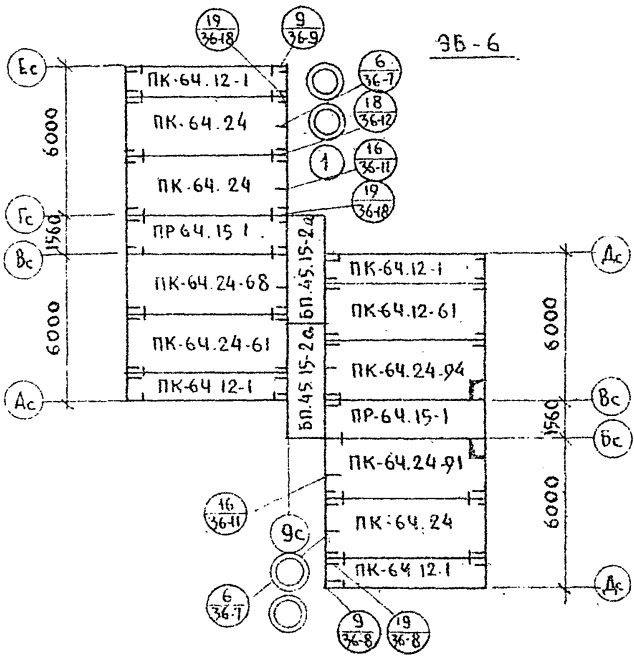 ЭБ-6
19
36-18
9
36-9
Ес
ПК-64.12-1
6
36-7
18
36-12
ПК-64.24
6000
1
16
36-11
ПК-64.24
19
36-18
Гс
ПР64.15-1
1560
Вс
БП.45.15-2а
Дс
ПК-64.12-1
ПК-64.24-68
ПК-64.12-61
6000
6000
ПК-64.24-61
БП.45.15-2а
ПК-64.24-94
ПК-64 12-1
Ас
Вс
ПР-64.15-1
1560
Бс
ПК-64.24-91
16
36-11
9с
6000
ПК-64.24
ПК-64 12-1
6
36-7
Дс
9
36-8
19
36-8